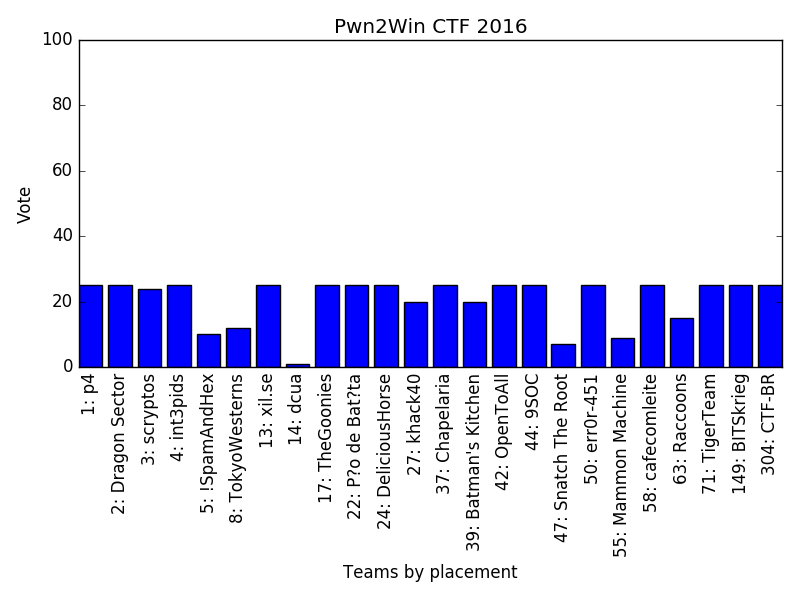 Pwn2Win CTF 2016
100
80
60
40
20
0
Vote
1: p4
2: Dragon Sector
3: scryptos
4: int3pids
5: !SpamAndHex
8: TokyoWesterns
13: xil.se
14: dcua
17: TheGoonies
22: P?o de Bat?ta
24: DeliciousHorse
27: khack40
37: Chapelaria
39: Batman's Kitchen
42: OpenToAll
44: 9SOC
47: Snatch The Root
50: err0r-451
55: Mammon Machine
58: cafecomleite
63: Raccoons
71: TigerTeam
149: BITSkrieg
304: CTF-BR
Teams by placement